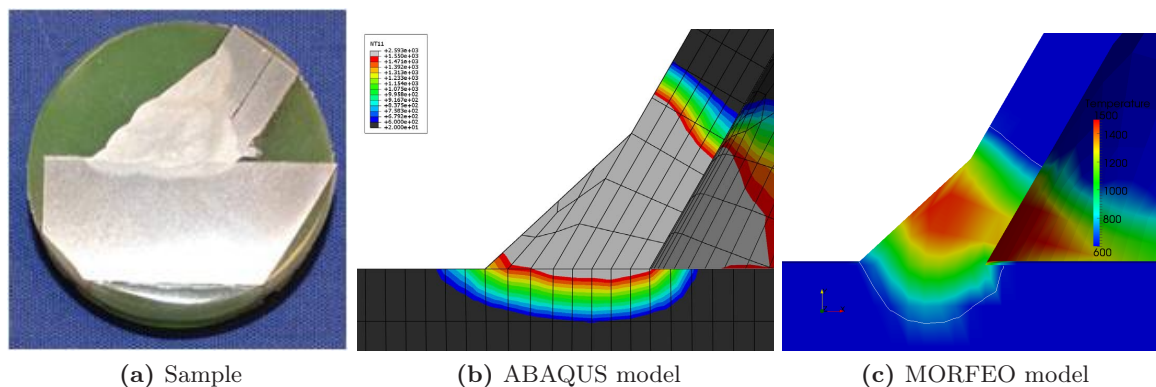 NT11
+2.593e+03
+1.550e+03
+1.471e+03
+1.392e+03
+1.313e+03
+1.233e+03
+1.154e+03
+1.075e+03
+9.958e+02
+9.167e+02
+8.375e+02
+7.583e+02
+6.792e+02
+6.000e+02
+2.000e+01
1600
1400
1000
800
600
(a) Sample
(b) ABAQUS model
(c) MORFEO model